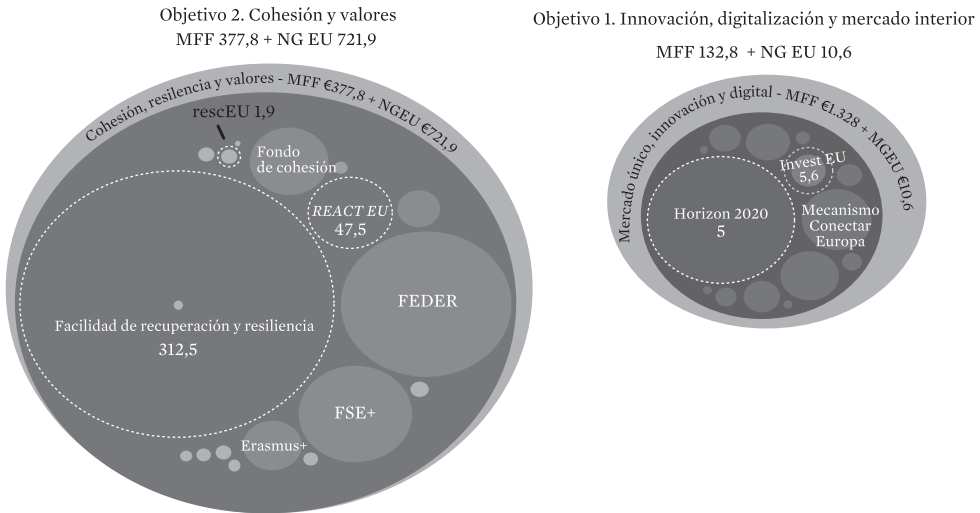 Objetivo 2. Cohesión y valores
MFF 377,8 + NG EU 721,9
Cohesión, resilencia y valores - MFF €377,8 + NGEU €721,9
rescEU 1,9
Fondo
de cohesión
REACT EU
47,5
FEDER
Facilidad de recuperación y resiliencia
312,5
FSE+
Erasmus+
Objetivo 1. Innovación, digitalización y mercado interior
MFF 132,8 + NG EU 10,6
Mercado único, innovación y digital - MFF €1.328 + MGEU €10,6
Invest EU
5,6
Horizon 2020
5
Mecanismo
Conectar
Europa